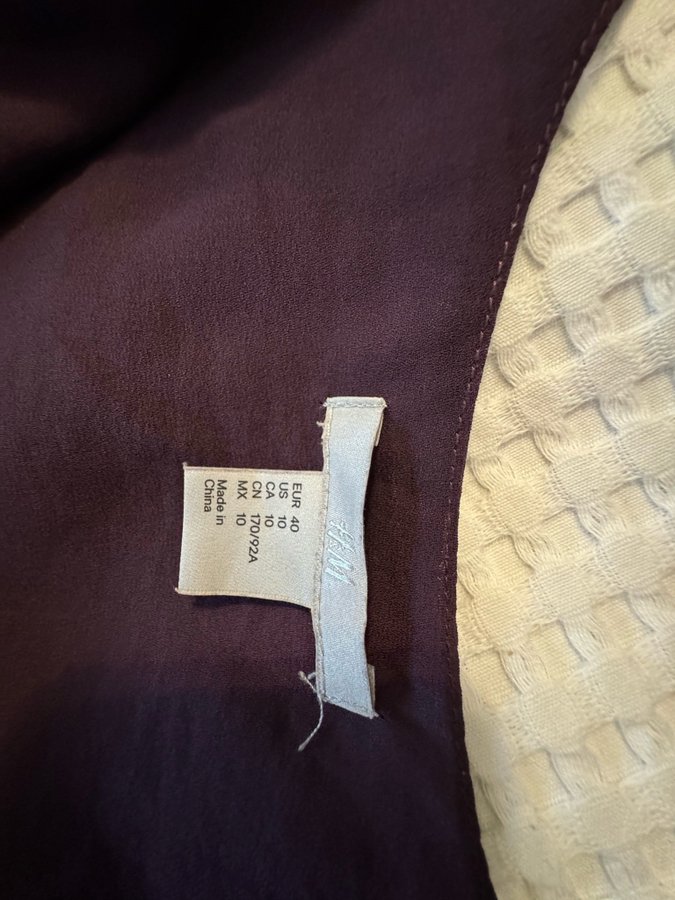 H&M
EUR 40
US 10
CA 10
CN 170/92A
MX 10
Made in
China